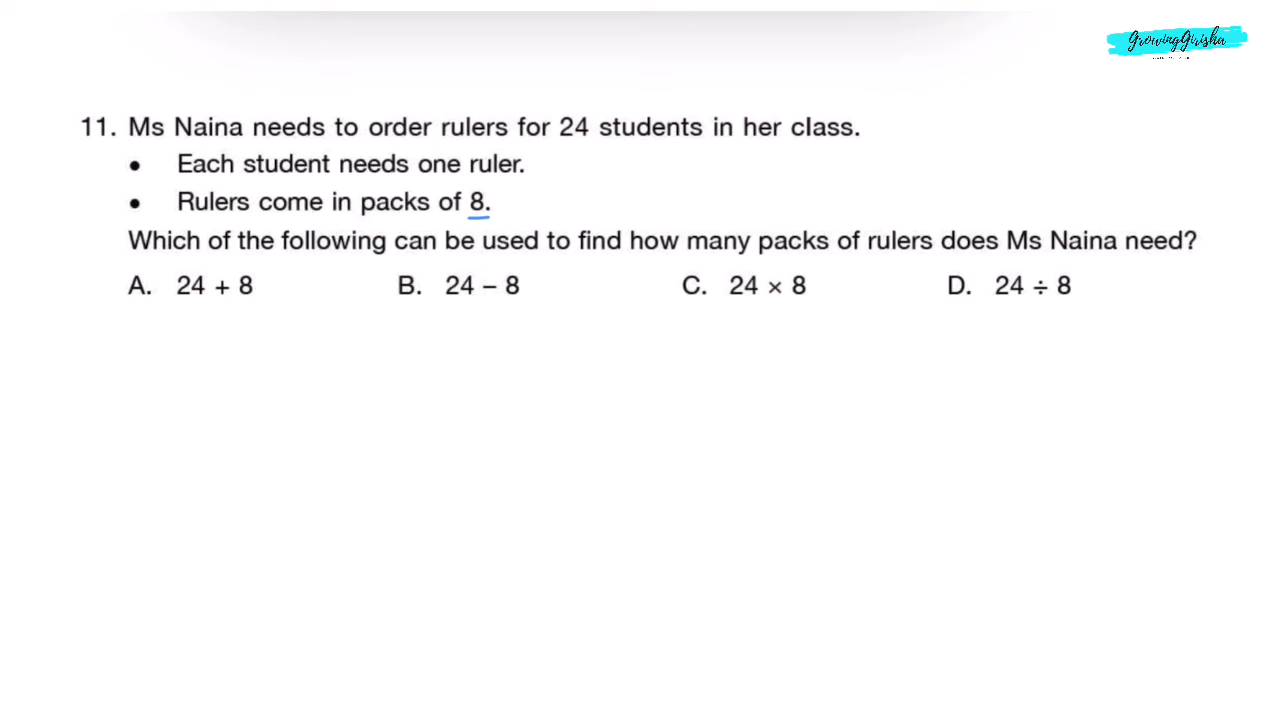 GrowingGirisha
11. Ms Naina needs to order rulers for 24 students in her class.
• Each student needs one ruler.
• Rulers come in packs of 8.
Which of the following can be used to find how many packs of rulers does Ms Naina need?
A. 24 + 8 B. 24 – 8 C. 24 × 8 D. 24 ÷ 8